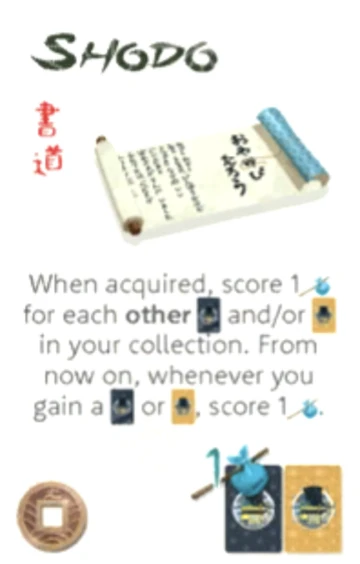 SHODO
書道
When acquired, score 1
for each other and/or
in your collection. From
now on, whenever you
gain a or , score 1 .
1